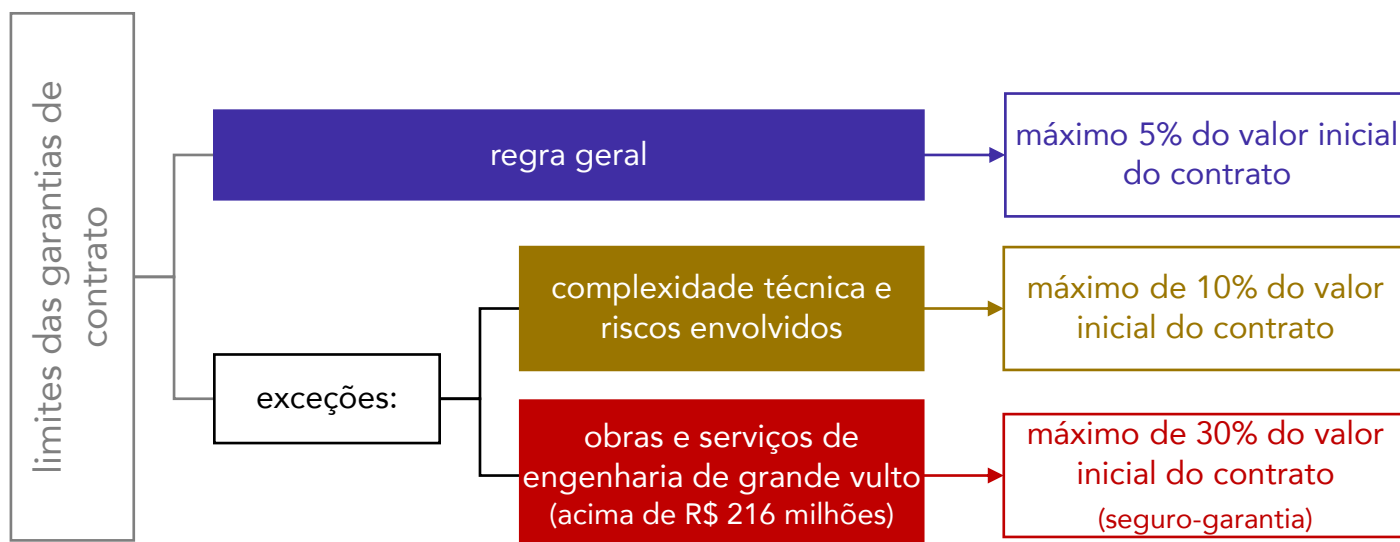 limites das garantias de
contrato
regra geral
máximo 5% do valor inicial
do contrato
exceções:
complexidade técnica e
riscos envolvidos
máximo de 10% do valor
inicial do contrato
obras e serviços de
engenharia de grande vulto
(acima de R$ 216 milhões)
máximo de 30% do valor
inicial do contrato
(seguro-garantia)